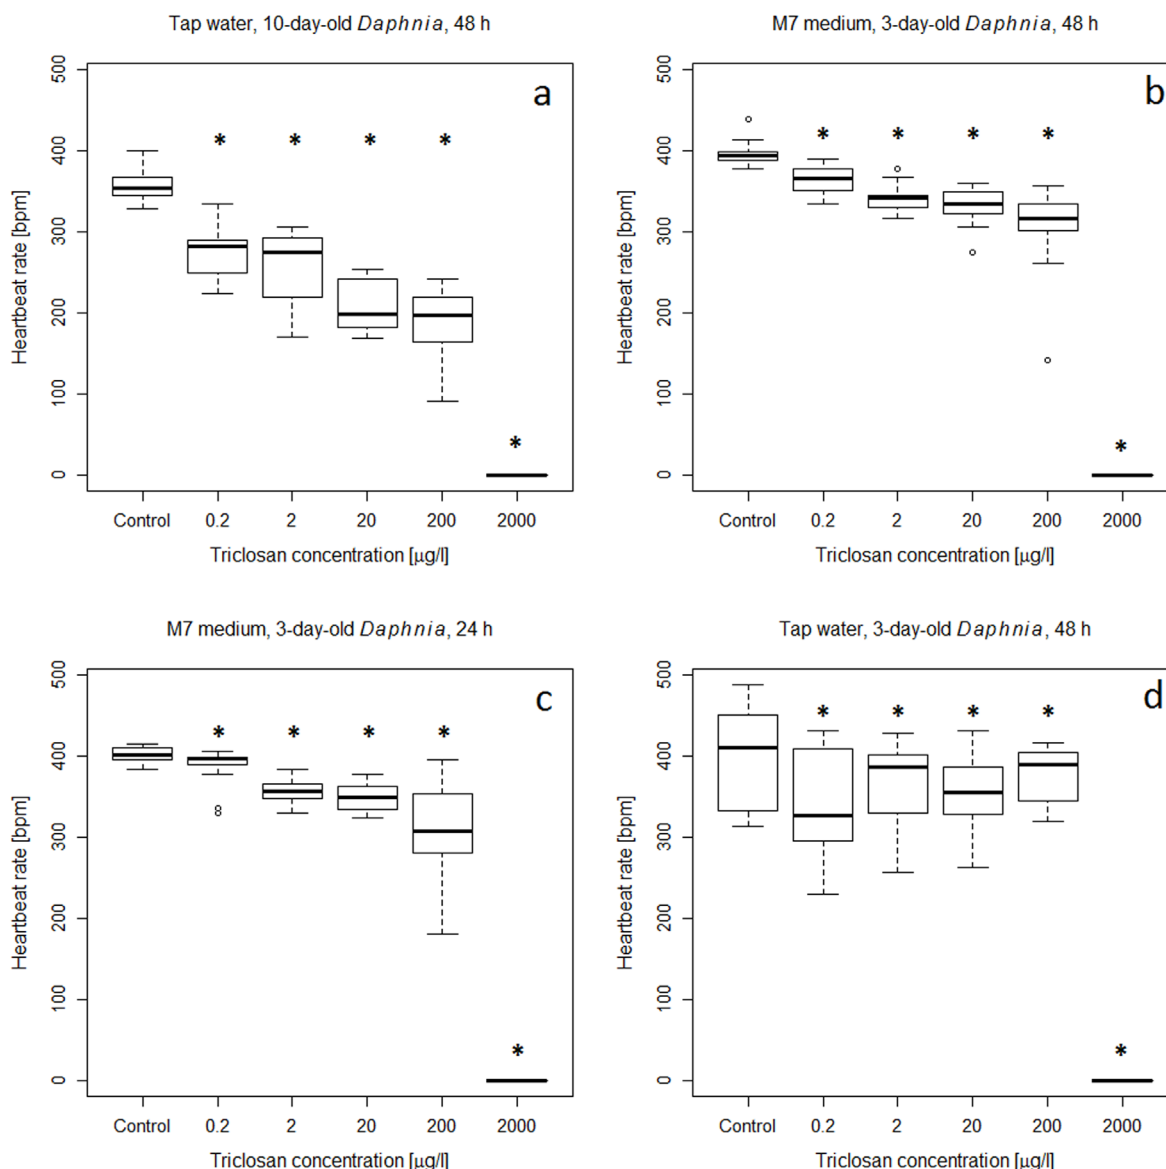 Tap water, 10-day-old Daphnia, 48 h
a
500
400
300
200
100
0
Heartbeat rate [bpm]
* * * *
*
Control 0.2 2 20 200 2000
Triclosan concentration [µg/l]
M7 medium, 3-day-old Daphnia, 48 h
b
500
400
300
200
100
0
Heartbeat rate [bpm]
* * * *
*
Control 0.2 2 20 200 2000
Triclosan concentration [µg/l]
M7 medium, 3-day-old Daphnia, 24 h
c
500
400
300
200
100
0
Heartbeat rate [bpm]
* * * *
*
Control 0.2 2 20 200 2000
Triclosan concentration [µg/l]
Tap water, 3-day-old Daphnia, 48 h
d
500
400
300
200
100
0
Heartbeat rate [bpm]
* * * *
*
Control 0.2 2 20 200 2000
Triclosan concentration [µg/l]